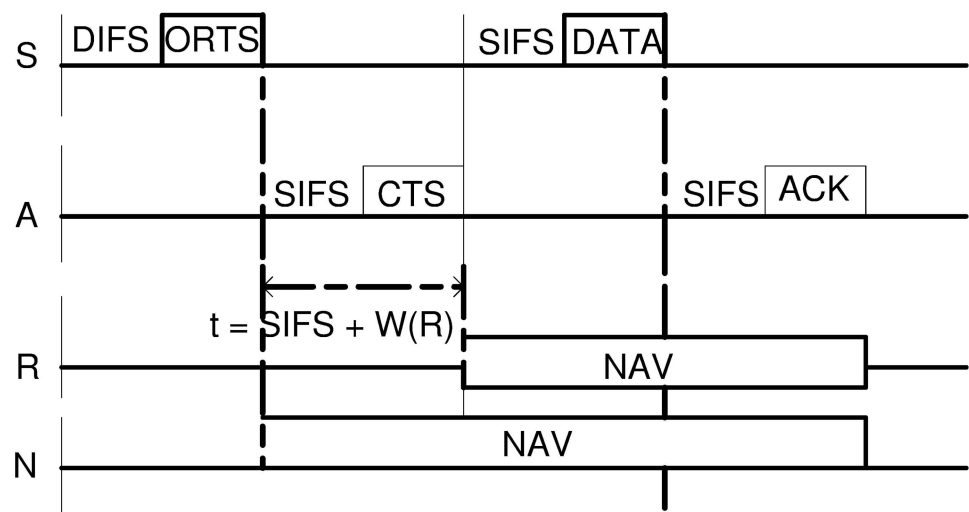 S DIFS ORTS SIFS DATA
A SIFS CTS SIFS ACK
t = SIFS + W(R)
R NAV
N NAV